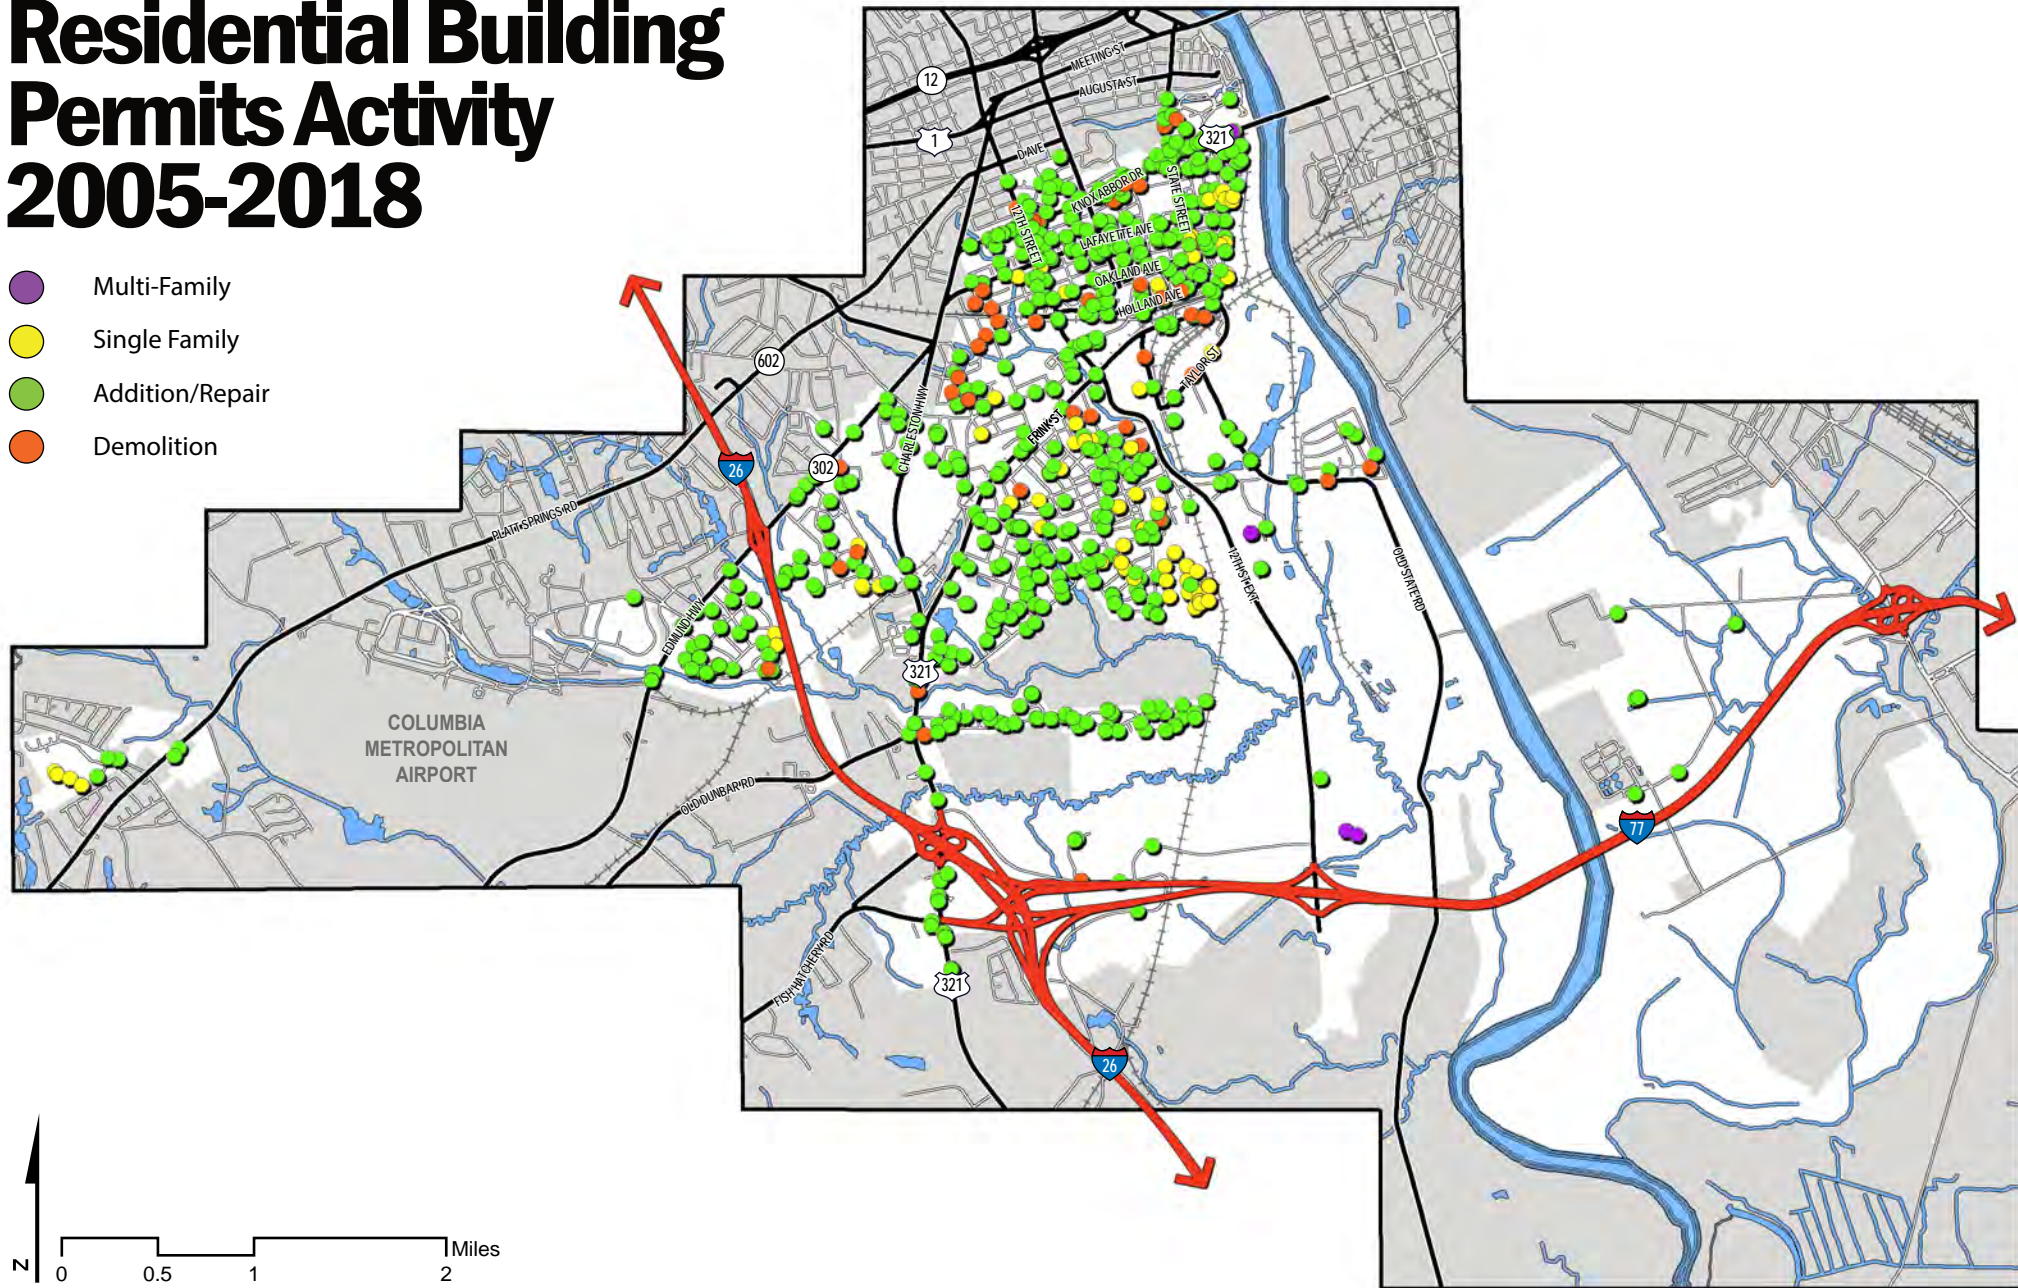 Residential Building
Permits Activity
2005-2018
Multi-Family
Single Family
Addition/Repair
Demolition
12
MEETING ST
AUGUSTA ST
1
321
D AVE
KNOX ABBOR DR
STATE STREET
12TH STREET
LAFAYETTE AVE
OAKLAND AVE
HOLLAND AVE
602
TAYLOR ST
CHARLESTON HWY
FRINK ST
26
302
PLATT SPRINGS RD
12TH ST EXT
OLD STATE RD
EDMUND HWY
321
COLUMBIA
METROPOLITAN
AIRPORT
OLD DUNBAR RD
77
FISH HATCHERY RD
321
26
N
Miles
0
0.5
1
2